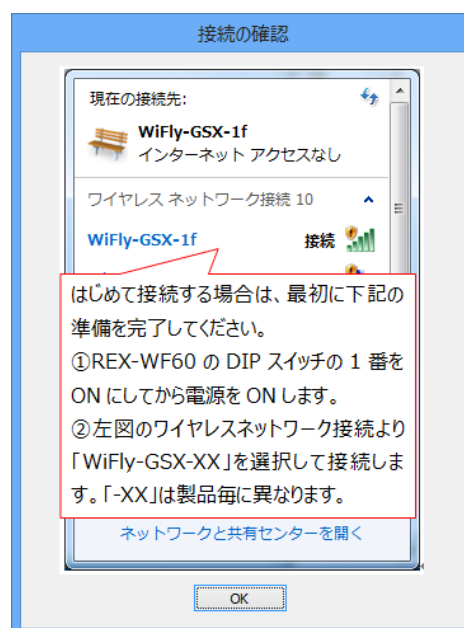 接続の確認
現在の接続先:
WiFly-GSX-1f
インターネット アクセスなし
ワイヤレス ネットワーク接続 10
WiFly-GSX-1f 接続
はじめて接続する場合は、最初に下記の
準備を完了してください。
①REX-WF60 の DIP スイッチの 1 番を
ON にしてから電源を ON します。
②左図のワイヤレスネットワーク接続より
「WiFly-GSX-XX」を選択して接続しま
す。「-XX」は製品毎に異なります。
ネットワークと共有センターを開く
OK